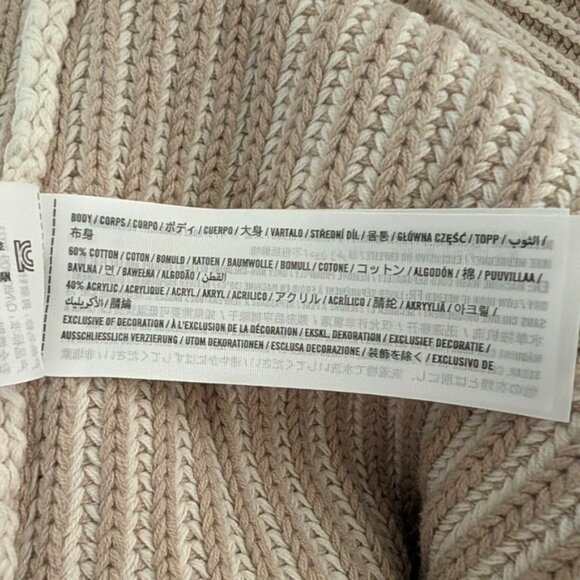 BODY / CORPS / CORPO / ボディ / CUERPO / 大身 / VARTALO / STŘEDNÍ DÍL / 몸통 / GŁÓWNA CZĘŚĆ / TOPP / الثوب /
布身
60% COTTON / COTON / BOMULD / KATOEN / BAUMWOLLE / BOMULL / COTONE / コットン / ALGODÓN / 棉 / PUUVILLAA /
BAVLNA / 면 / BAWEŁNA / ALGODÃO / القطن
40% ACRYLIC / ACRYLIQUE / ACRYL / AKRYL / ACRILICO / アクリル / ACRÍLICO / 腈纶 / AKRYYLIÄ / 아크릴/
الأكريليك / 腈綸
EXCLUSIVE OF DECORATION / À L'EXCLUSION DE LA DÉCORATION / EKSKL. DEKORATION / EXCLUSIEF DECORATIE /
AUSSCHLIESSLICH VERZIERUNG / UTOM DEKORATIONEN / ESCLUSA DECORAZIONE / 装飾を除く / EXCLUSIVO DE